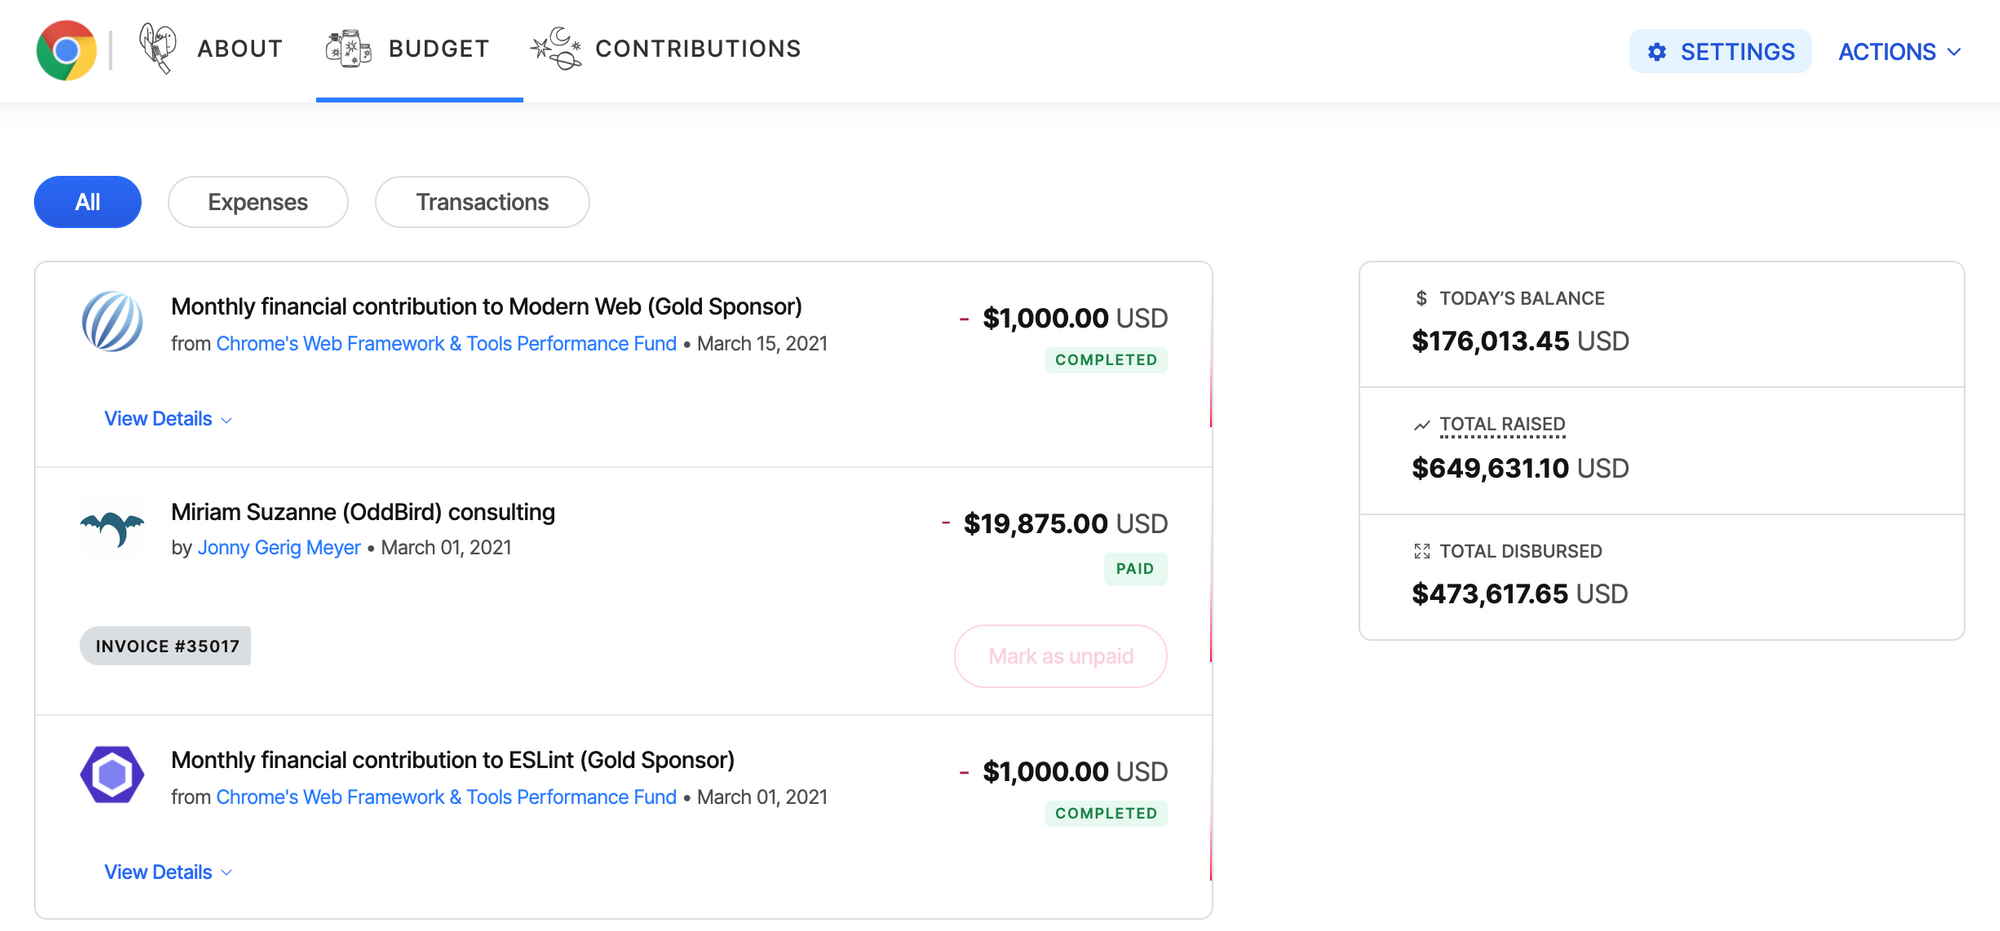 ABOUT
BUDGET
CONTRIBUTIONS
SETTINGS
ACTIONS
All
Expenses
Transactions
Monthly financial contribution to Modern Web (Gold Sponsor)
from Chrome's Web Framework & Tools Performance Fund • March 15, 2021
- $1,000.00 USD
COMPLETED
View Details
Miriam Suzanne (OddBird) consulting
by Jonny Gerig Meyer • March 01, 2021
- $19,875.00 USD
PAID
INVOICE #35017
Mark as unpaid
Monthly financial contribution to ESLint (Gold Sponsor)
from Chrome's Web Framework & Tools Performance Fund • March 01, 2021
- $1,000.00 USD
COMPLETED
View Details
$ TODAY’S BALANCE
$176,013.45 USD
TOTAL RAISED
$649,631.10 USD
TOTAL DISBURSED
$473,617.65 USD